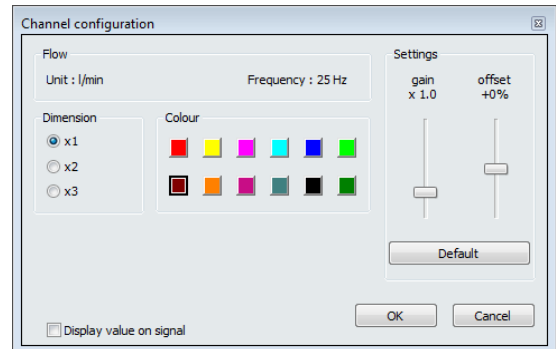 Channel configuration
Flow
Unit : l/min
Frequency : 25 Hz
Dimension
x1
x2
x3
Colour
Settings
gain
x 1.0
offset
+0%
Default
Display value on signal
OK
Cancel